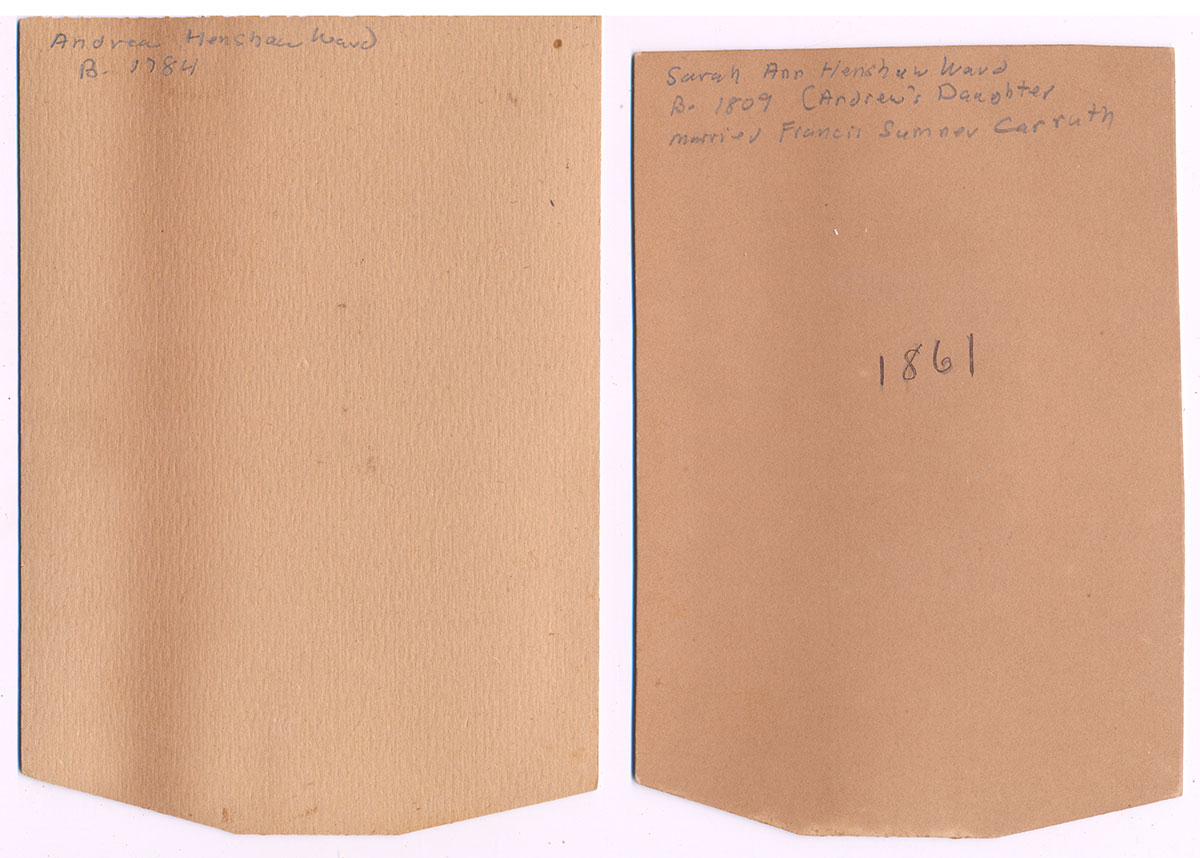 Andrew Henshaw Ward
B. 1784
Sarah Ann Henshaw Ward
B. 1809 (Andrew's Daughter
married Francis Sumner Carruth
1861